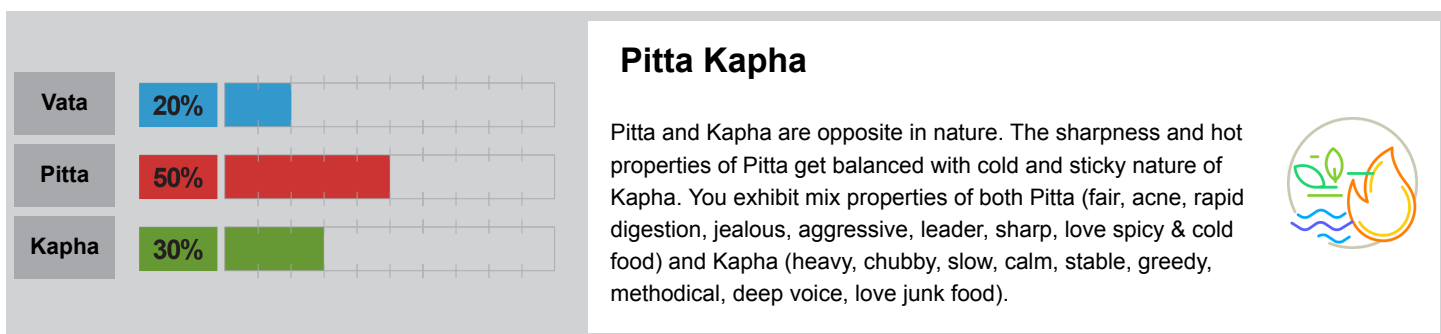 Vata
20%
Pitta
50%
Kapha
30%
Pitta Kapha
Pitta and Kapha are opposite in nature. The sharpness and hot
properties of Pitta get balanced with cold and sticky nature of
Kapha. You exhibit mix properties of both Pitta (fair, acne, rapid
digestion, jealous, aggressive, leader, sharp, love spicy & cold
food) and Kapha (heavy, chubby, slow, calm, stable, greedy,
methodical, deep voice, love junk food).